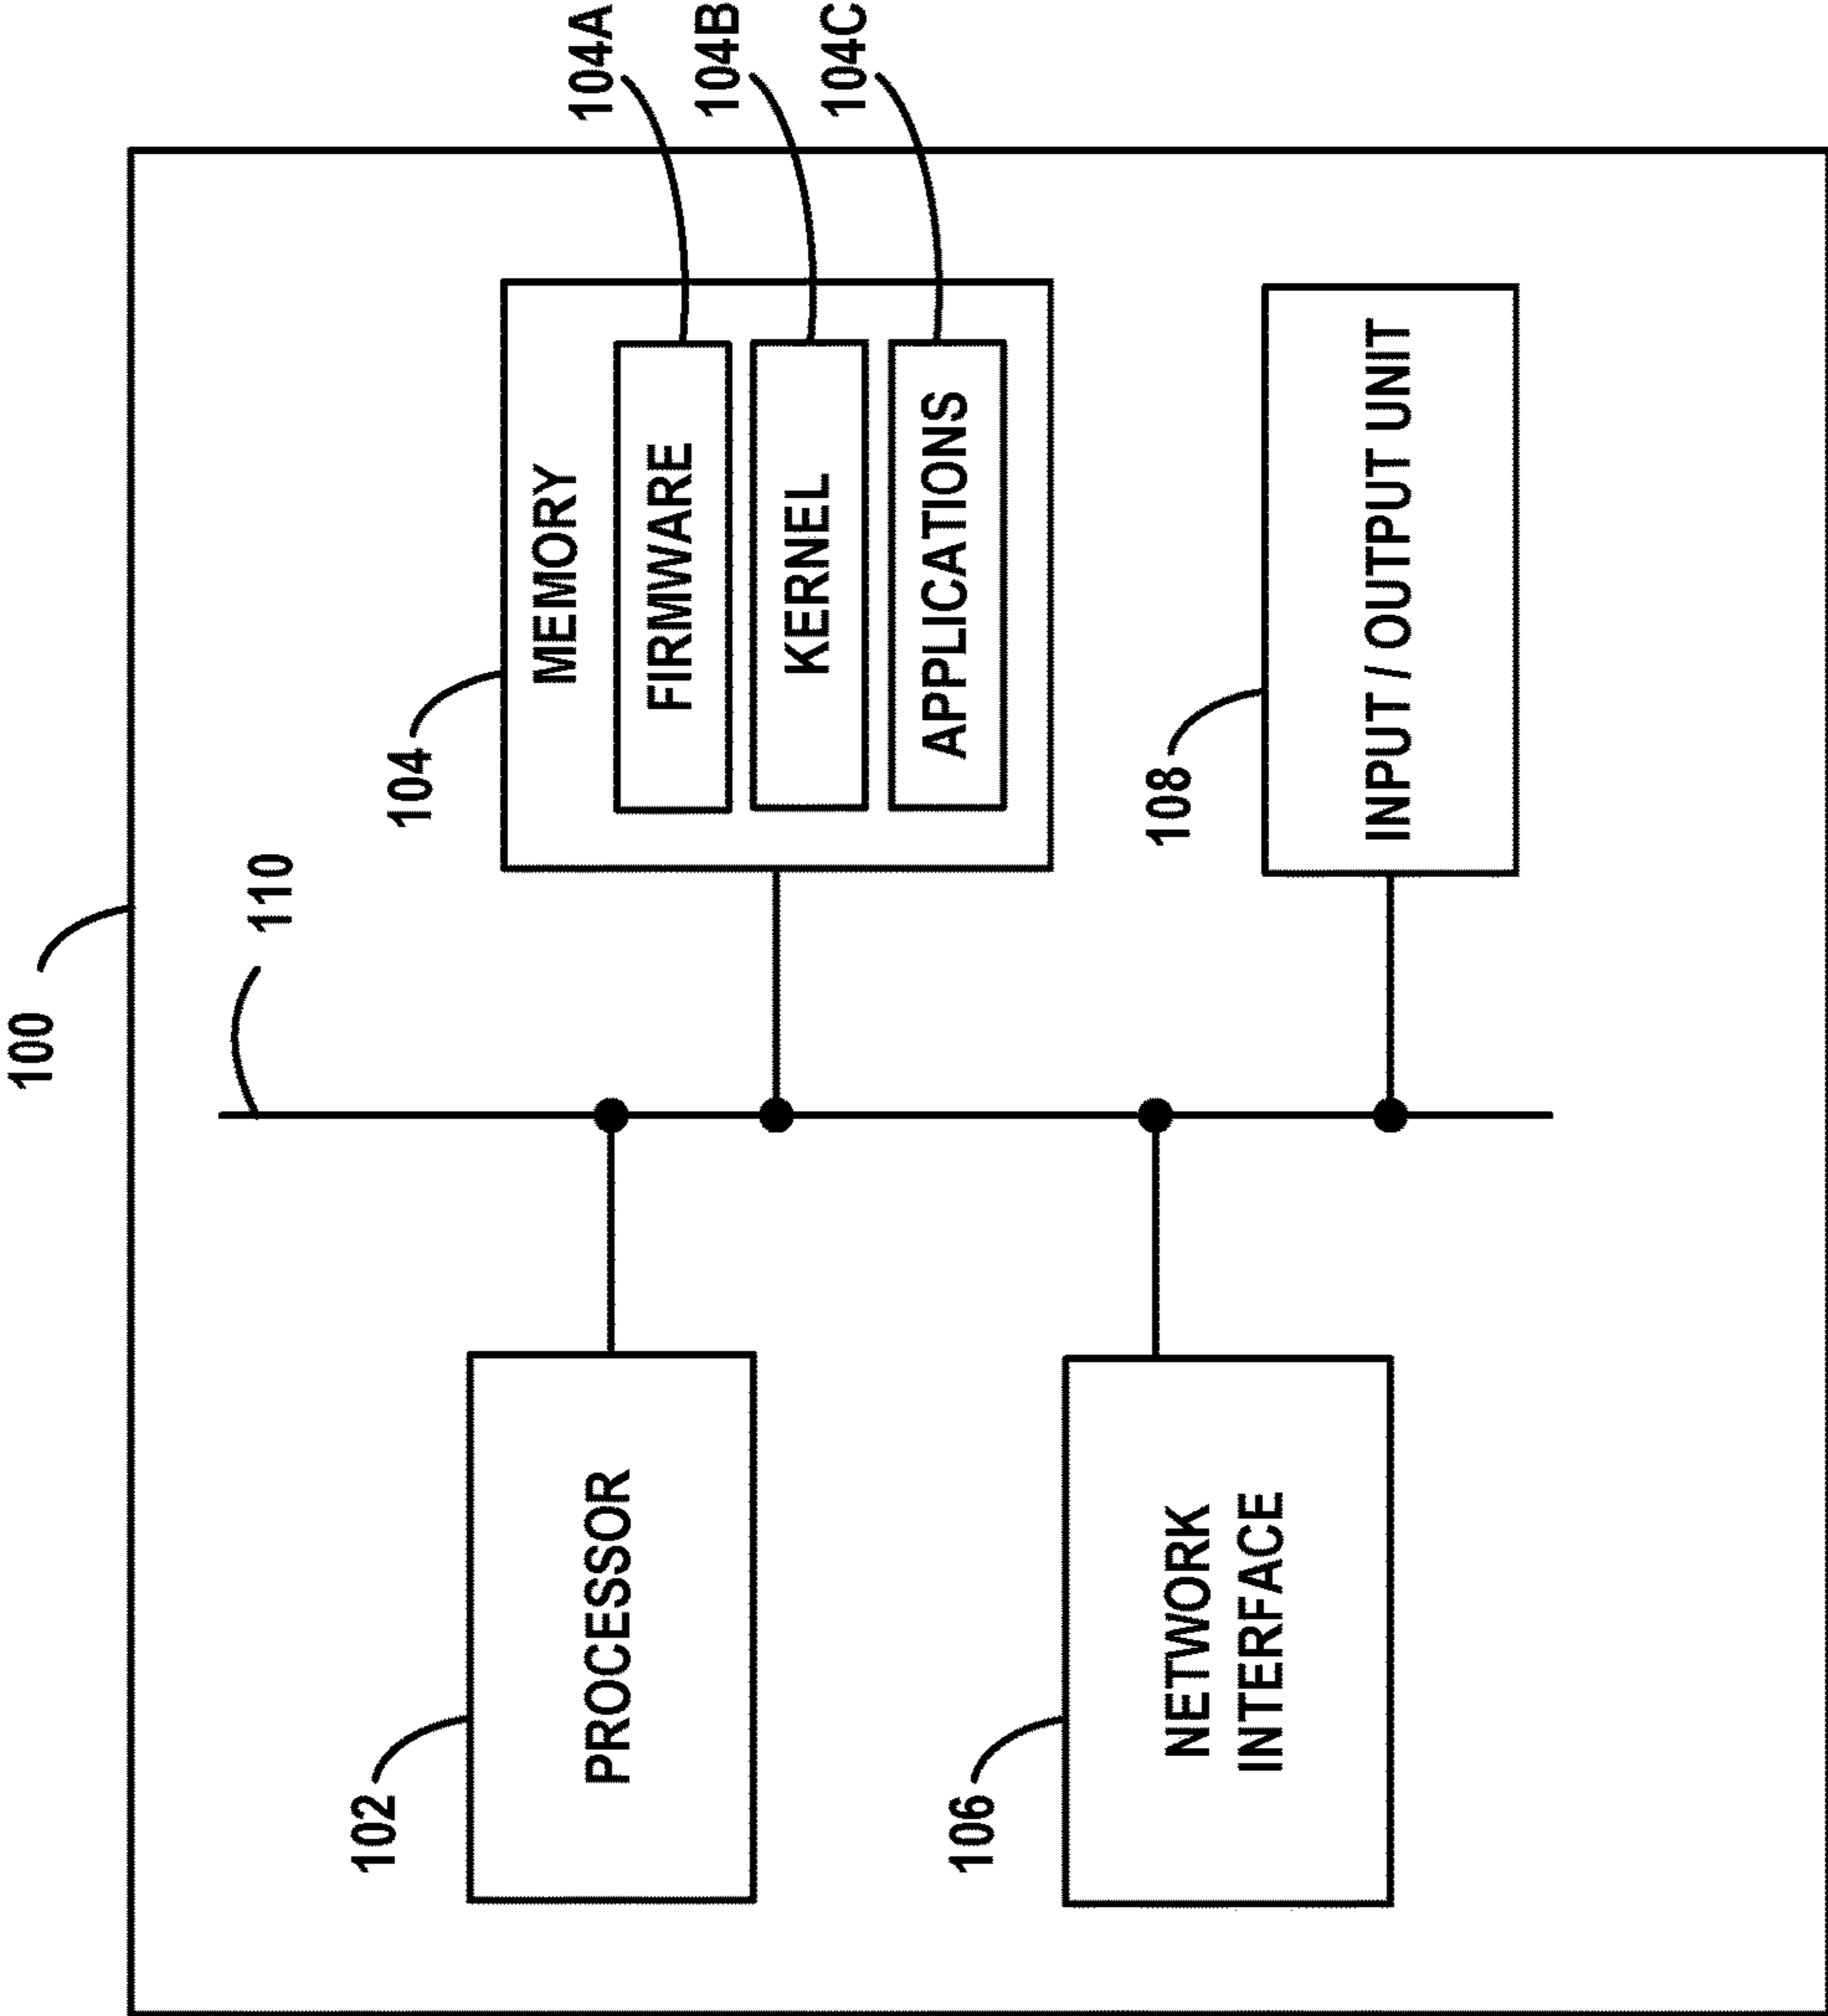 100
110
102
PROCESSOR
104
MEMORY
FIRMWARE
104A
KERNEL
104B
APPLICATIONS
104C
106
NETWORK
INTERFACE
108
INPUT / OUTPUT UNIT